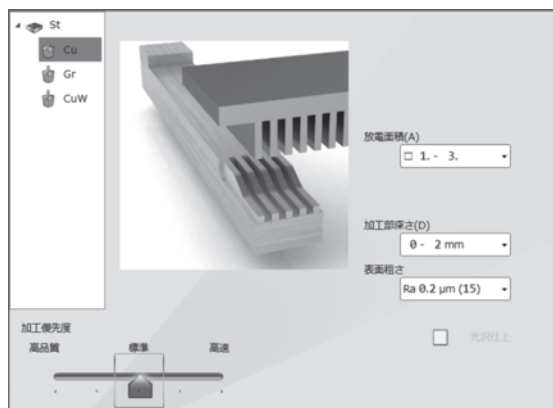 St
Cu
Gr
CuW
放電面積(A)
□ 1. - 3.
加工部深さ(D)
0 - 2 mm
表面粗さ
Ra 0.2 μm (15)
光沢仕上
加工優先度
高品質 標準 高速